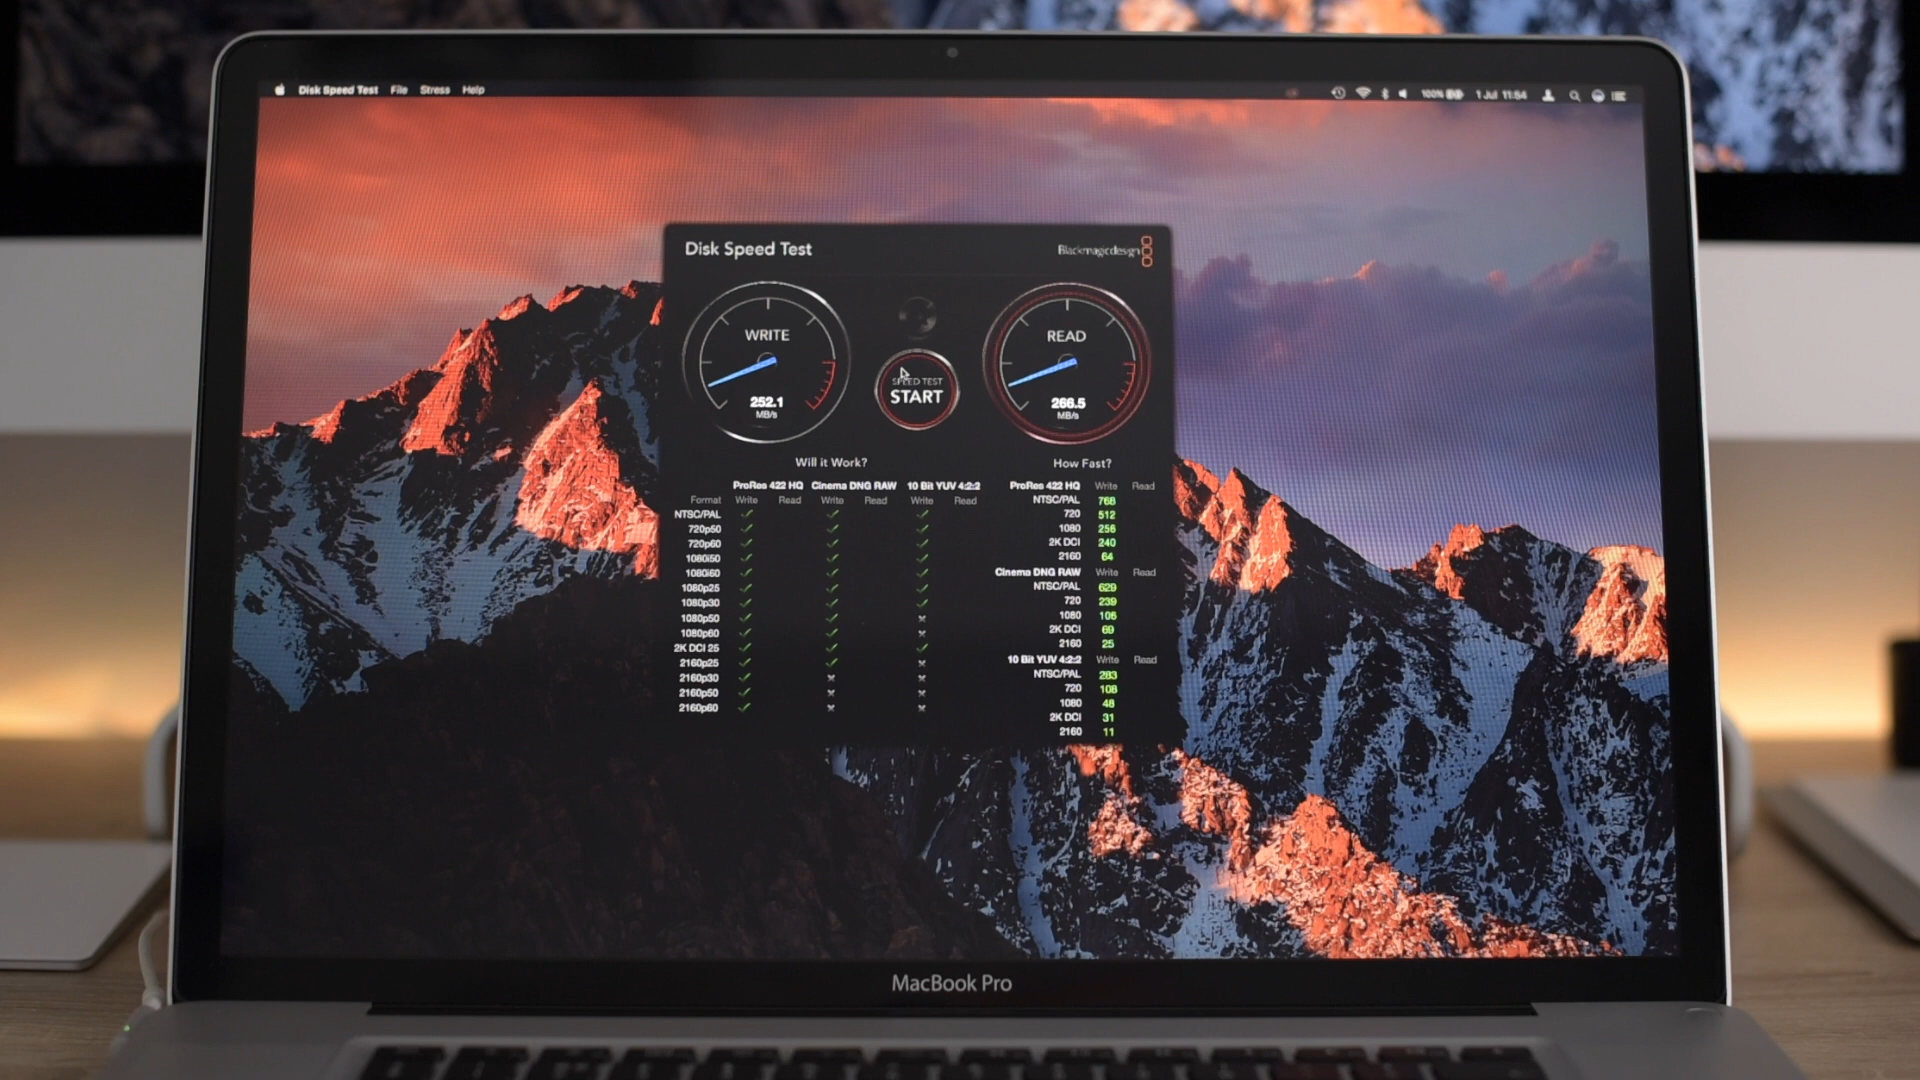 Disk Speed Test File Stress Help
100% 1 Jul 11:54
Disk Speed Test
Blackmagicdesign
WRITE
252.1
MB/s
SPEED TEST
START
READ
266.5
MB/s
Will it Work?
ProRes 422 HQ Cinema DNG RAW 10 Bit YUV 4:2:2
Format Write Read Write Read Write Read
NTSC/PAL
720p50
720p60
1080i50
1080i60
1080p25
1080p30
1080p50
1080p60
2K DCI 25
2160p25
2160p30
2160p50
2160p60
How Fast?
ProRes 422 HQ Write Read
NTSC/PAL 768
720 512
1080 256
2K DCI 240
2160 64
Cinema DNG RAW Write Read
NTSC/PAL 629
720 239
1080 106
2K DCI 69
2160 25
10 Bit YUV 4:2:2 Write Read
NTSC/PAL 283
720 108
1080 48
2K DCI 31
2160 11
MacBook Pro